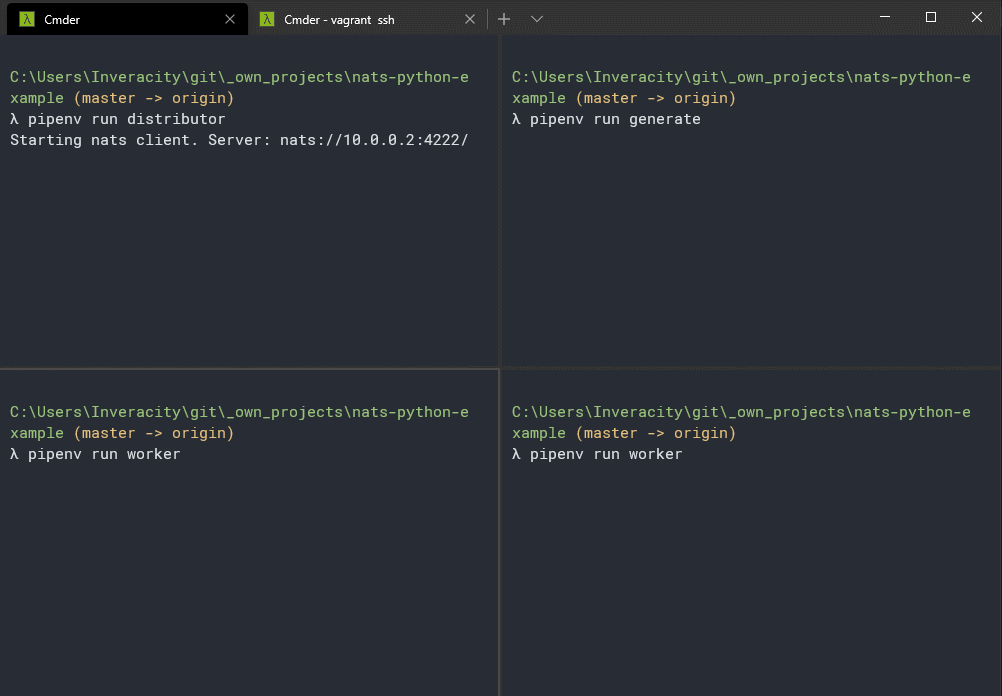 λ Cmder
λ Cmder - vagrant ssh
C:\Users\Inveracity\git\_own_projects\nats-python-e
xample (master -> origin)
λ pipenv run distributor
Starting nats client. Server: nats://10.0.0.2:4222/
C:\Users\Inveracity\git\_own_projects\nats-python-e
xample (master -> origin)
λ pipenv run generate
C:\Users\Inveracity\git\_own_projects\nats-python-e
xample (master -> origin)
λ pipenv run worker
C:\Users\Inveracity\git\_own_projects\nats-python-e
xample (master -> origin)
λ pipenv run worker